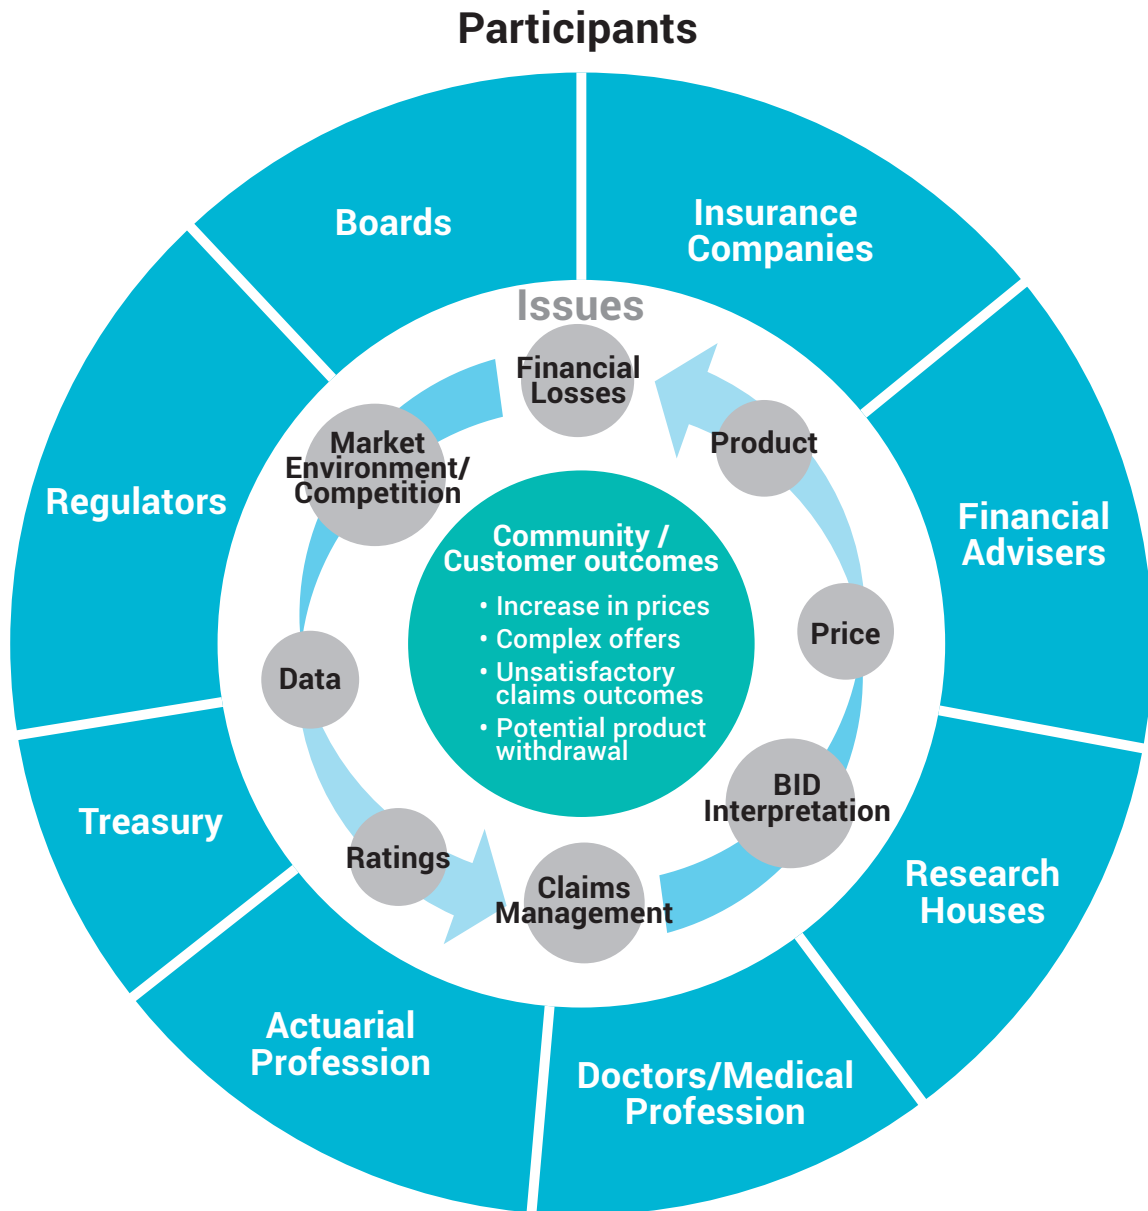 Participants
Boards
Insurance
Companies
Regulators
Financial
Advisers
Treasury
Research
Houses
Actuarial
Profession
Doctors/Medical
Profession
Issues
Financial
Losses
Market
Environment/
Competition
Product
Data
Price
Ratings
BID
Interpretation
Claims
Management
Community /
Customer outcomes
• Increase in prices
• Complex offers
• Unsatisfactory
claims outcomes
• Potential product
withdrawal